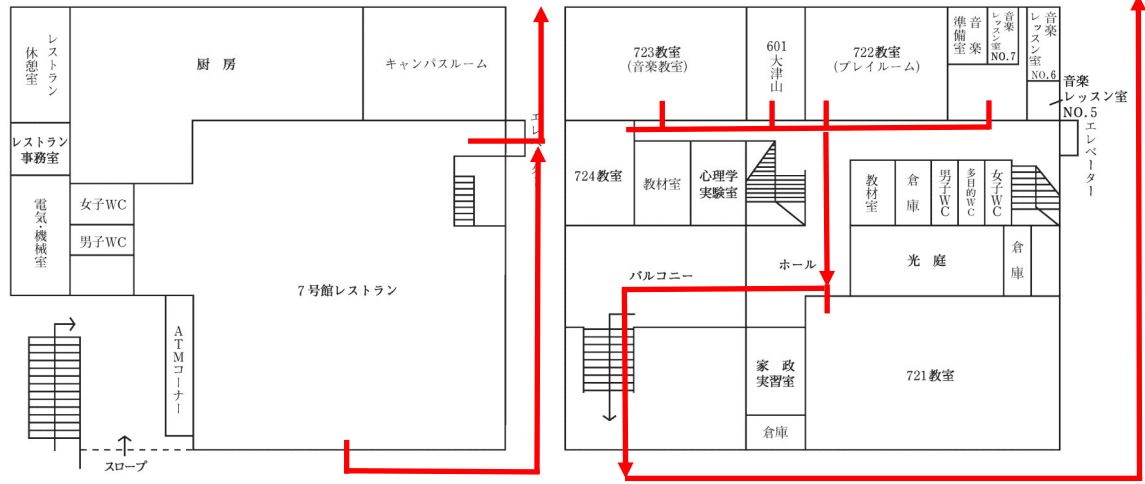 レストラン
休憩室
厨 房
キャンパスルーム
レストラン
事務室
電気・機械室
女子WC
男子WC
7号館レストラン
ATMコーナー
スロープ
723教室
(音楽教室)
601
大津山
722教室
(プレイルーム)
音楽
準備室
音楽
レッスン室
NO.7
音楽
レッスン室
NO.6
音楽
レッスン室
NO.5
エレベーター
724教室
教材室
心理学
実験室
教材室
倉庫
男子WC
多目的WC
女子WC
光 庭
倉庫
バルコニー
ホール
家 政
実習室
倉庫
721教室